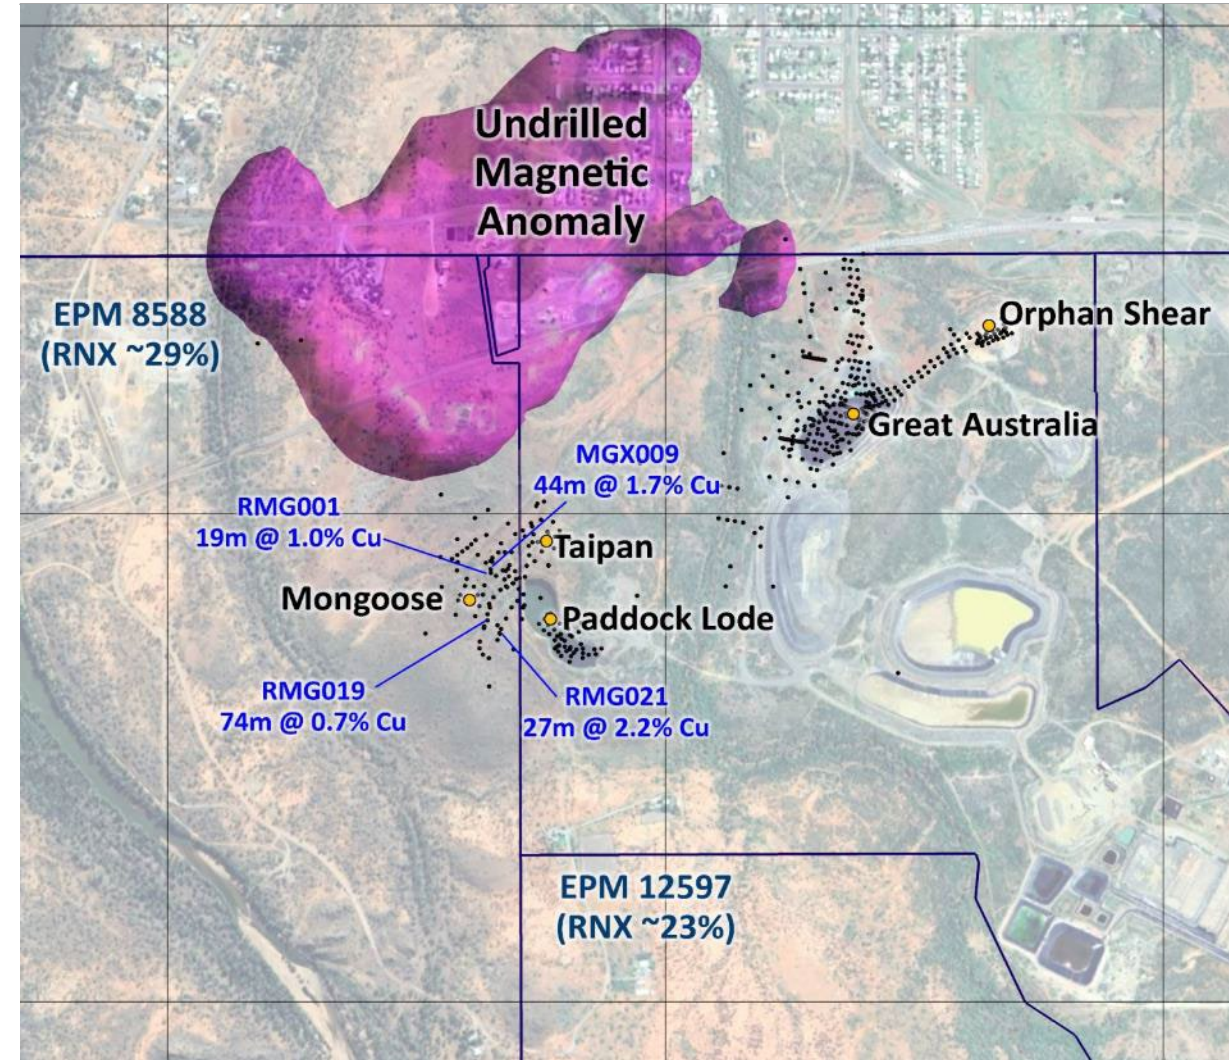 Undrilled
Magnetic
Anomaly
EPM 8588
(RNX ~29%)
Orphan Shear
Great Australia
MGX009
44m @ 1.7% Cu
RMG001
19m @ 1.0% Cu
Taipan
Mongoose
Paddock Lode
RMG019
74m @ 0.7% Cu
RMG021
27m @ 2.2% Cu
EPM 12597
(RNX ~23%)